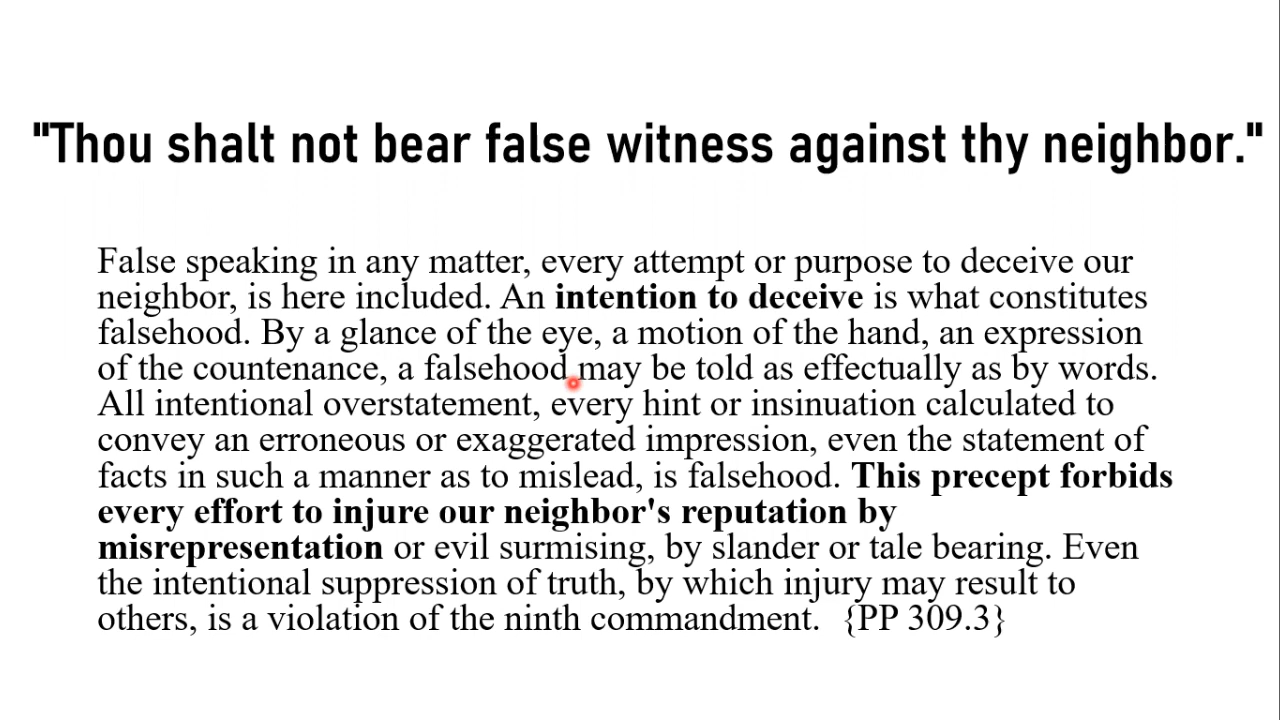 "Thou shalt not bear false witness against thy neighbor."
False speaking in any matter, every attempt or purpose to deceive our
neighbor, is here included. An intention to deceive is what constitutes
falsehood. By a glance of the eye, a motion of the hand, an expression
of the countenance, a falsehood may be told as effectually as by words.
All intentional overstatement, every hint or insinuation calculated to
convey an erroneous or exaggerated impression, even the statement of
facts in such a manner as to mislead, is falsehood. This precept forbids
every effort to injure our neighbor's reputation by
misrepresentation or evil surmising, by slander or tale bearing. Even
the intentional suppression of truth, by which injury may result to
others, is a violation of the ninth commandment. {PP 309.3}